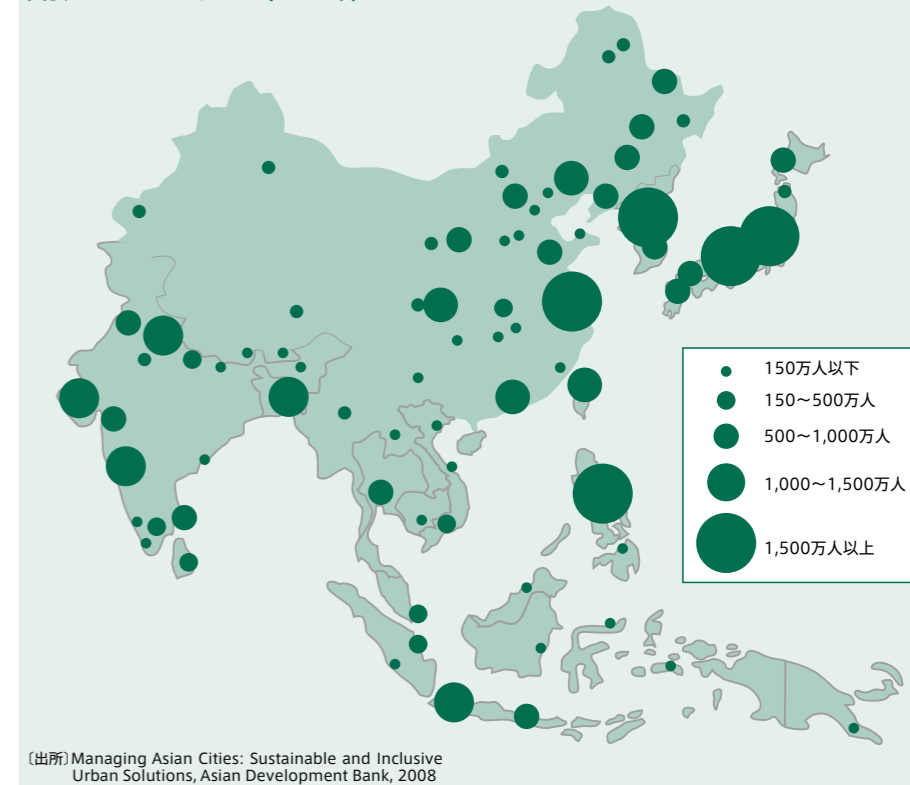 150万人以下
150～500万人
500～1,000万人
1,000～1,500万人
1,500万人以上
〔出所〕Managing Asian Cities: Sustainable and Inclusive
Urban Solutions, Asian Development Bank, 2008